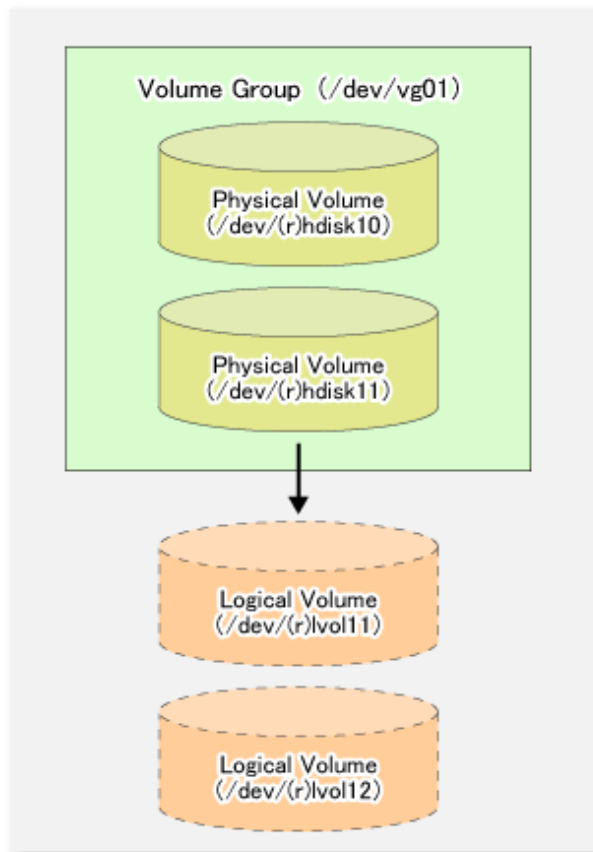 Volume Group (/dev/vg01)
Physical Volume
(/dev/(r)hdisk10)
Physical Volume
(/dev/(r)hdisk11)
Logical Volume
(/dev/(r)lvol11)
Logical Volume
(/dev/(r)lvol12)